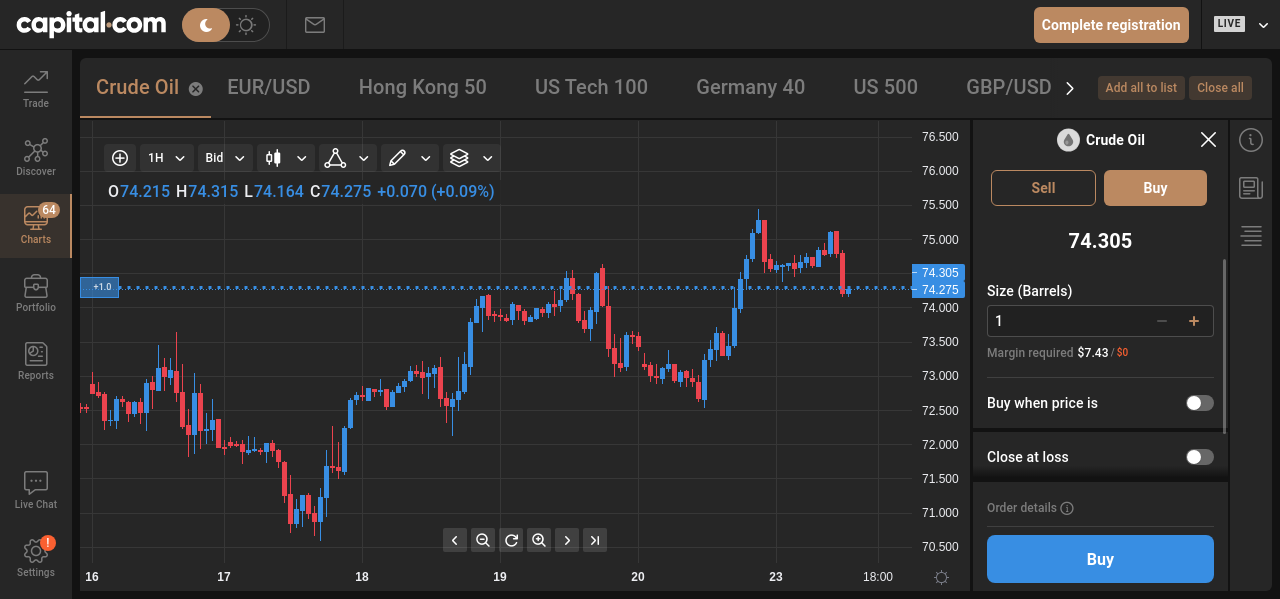 capital.com
Complete registration
LIVE
Trade
Discover
64
Charts
Portfolio
Reports
Live Chat
!
Settings
Crude Oil EUR/USD Hong Kong 50 US Tech 100 Germany 40 US 500 GBP/USD
Add all to list Close all
1H Bid
O74.215 H74.315 L74.164 C74.275 +0.070 (+0.09%)
+1.0
76.500
76.000
75.500
75.000
74.305
74.275
74.000
73.500
73.000
72.500
72.000
71.500
71.000
70.500
16 17 18 19 20 23 18:00
Crude Oil
Sell Buy
74.305
Size (Barrels)
1
Margin required $7.43 / $0
Buy when price is
Close at loss
Order details
Buy